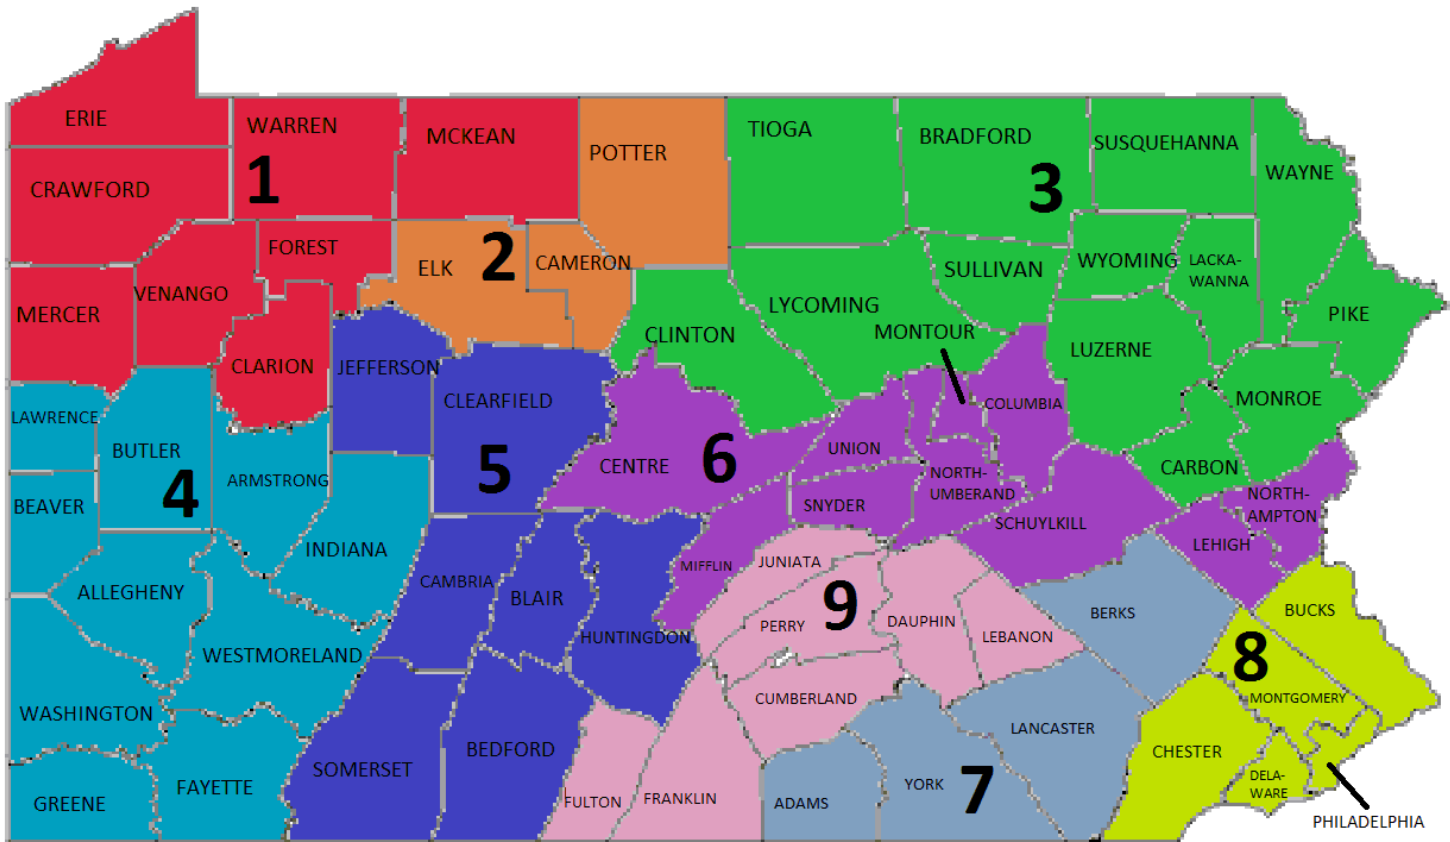 ERIE
WARREN
MCKEAN
POTTER
TIOGA
BRADFORD
SUSQUEHANNA
WAYNE
CRAWFORD
1
3
FOREST
ELK
2
CAMERON
SULLIVAN
WYOMING
LACKA-
WANNA
MERCER
VENANGO
LYCOMING
PIKE
CLINTON
MONTOUR
LUZERNE
CLARION
JEFFERSON
CLEARFIELD
COLUMBIA
MONROE
LAWRENCE
BUTLER
4
ARMSTRONG
5
CENTRE
6
UNION
NORTH-
UMBERAND
CARBON
BEAVER
SNYDER
SCHUYLKILL
NORTH-
AMPTON
LEHIGH
INDIANA
ALLEGHENY
CAMBRIA
BLAIR
MIFFLIN
JUNIATA
HUNTINGDON
PERRY
9
DAUPHIN
LEBANON
BERKS
BUCKS
WESTMORELAND
8
WASHINGTON
CUMBERLAND
LANCASTER
MONTGOMERY
SOMERSET
BEDFORD
CHESTER
GREENE
FAYETTE
FULTON
FRANKLIN
ADAMS
YORK
7
DELA-
WARE
PHILADELPHIA